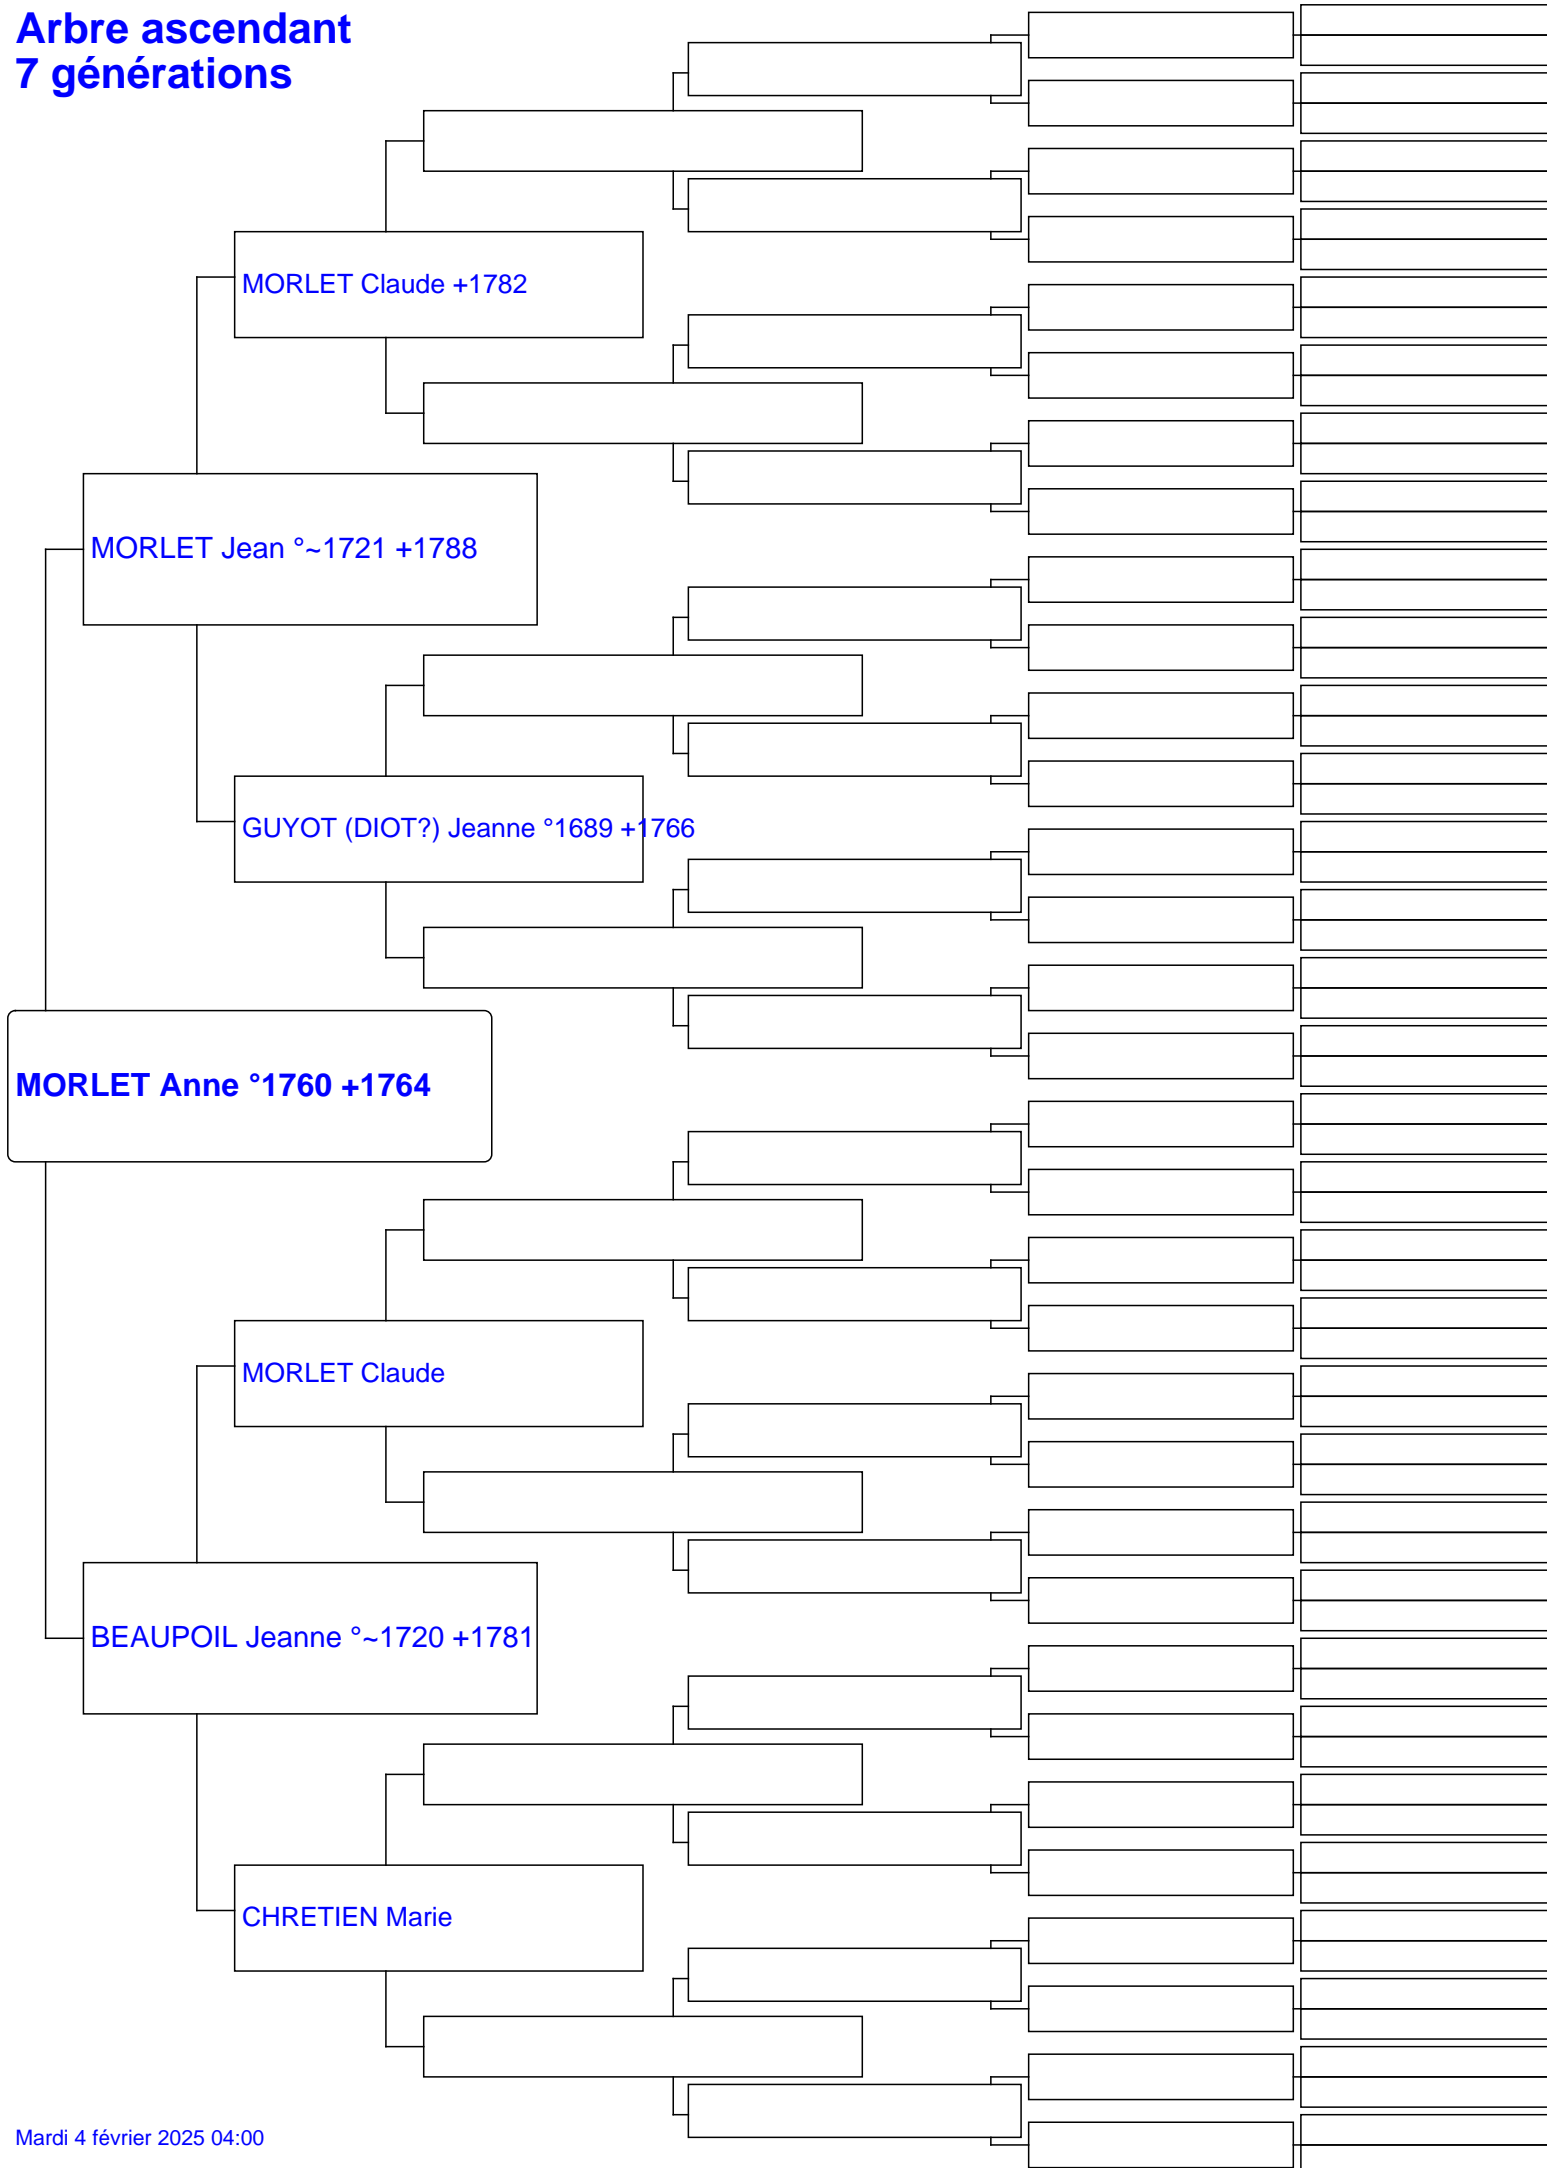 Arbre ascendant
7 générations
MORLET Claude +1782
MORLET Jean °~1721 +1788
GUYOT (DIOT?) Jeanne °1689 +1766
MORLET Anne °1760 +1764
MORLET Claude
BEAUPOIL Jeanne °~1720 +1781
CHRETIEN Marie
Mardi 4 février 2025 04:00